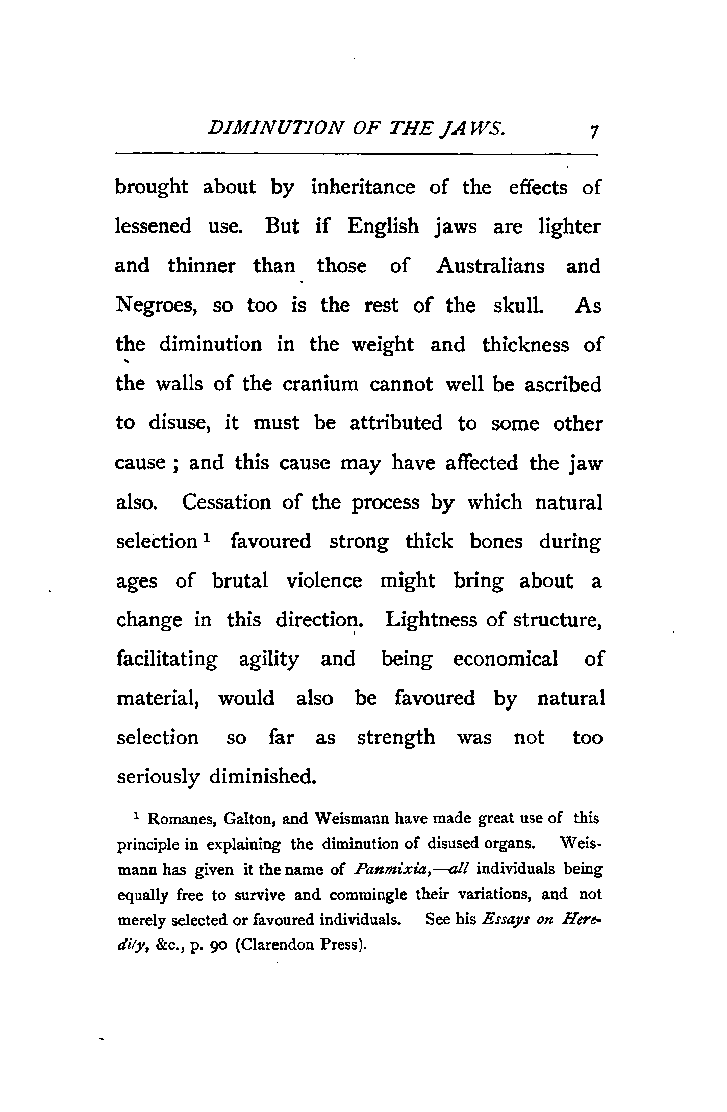 DIMINUTION OF THE JAWS. 7
brought about by inheritance of the effects of
lessened use. But if English jaws are lighter
and thinner than those of Australians and
Negroes, so too is the rest of the skull. As
the diminution in the weight and thickness of
the walls of the cranium cannot well be ascribed
to disuse, it must be attributed to some other
cause ; and this cause may have affected the jaw
also. Cessation of the process by which natural
selection ¹ favoured strong thick bones during
ages of brutal violence might bring about a
change in this direction. Lightness of structure,
facilitating agility and being economical of
material, would also be favoured by natural
selection so far as strength was not too
seriously diminished.
¹ Romanes, Galton, and Weismann have made great use of this
principle in explaining the diminution of disused organs. Weis-
mann has given it the name of Panmixia,—all individuals being
equally free to survive and commingle their variations, and not
merely selected or favoured individuals. See his Essays on Here-
dity, &c., p. 90 (Clarendon Press).